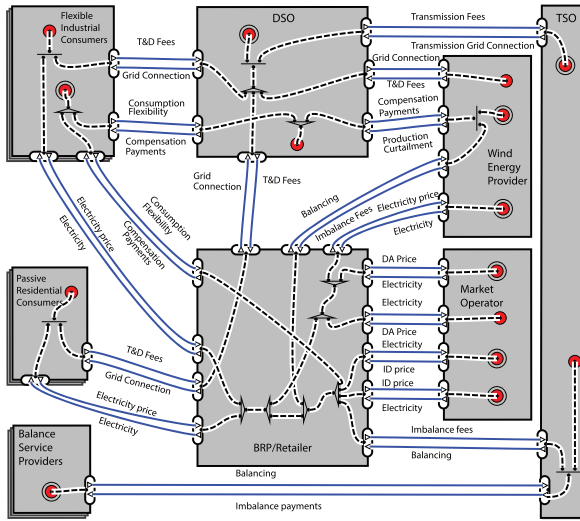 Flexible
Industrial
Consumers
T&D Fees
Grid Connection
Consumption
Flexibility
Compensation
Payments
DSO
Transmission Fees
Transmission Grid Connection
TSO
Grid Connection
T&D Fees
Compensation
Payments
Production
Curtailment
Wind
Energy
Provider
Grid
Connection
T&D Fees
Balancing
Imbalance Fees
Electricity price
Electricity
Electricity price
Electricity
Consumption
Flexibility
Compensation
Payments
Passive
Residential
Consumers
T&D Fees
Grid Connection
Electricity price
Electricity
DA Price
Electricity
Electricity
DA Price
Electricity
ID price
ID price
Electricity
Market
Operator
BRP/Retailer
Imbalance fees
Balancing
Balance
Service
Providers
Balancing
Imbalance payments